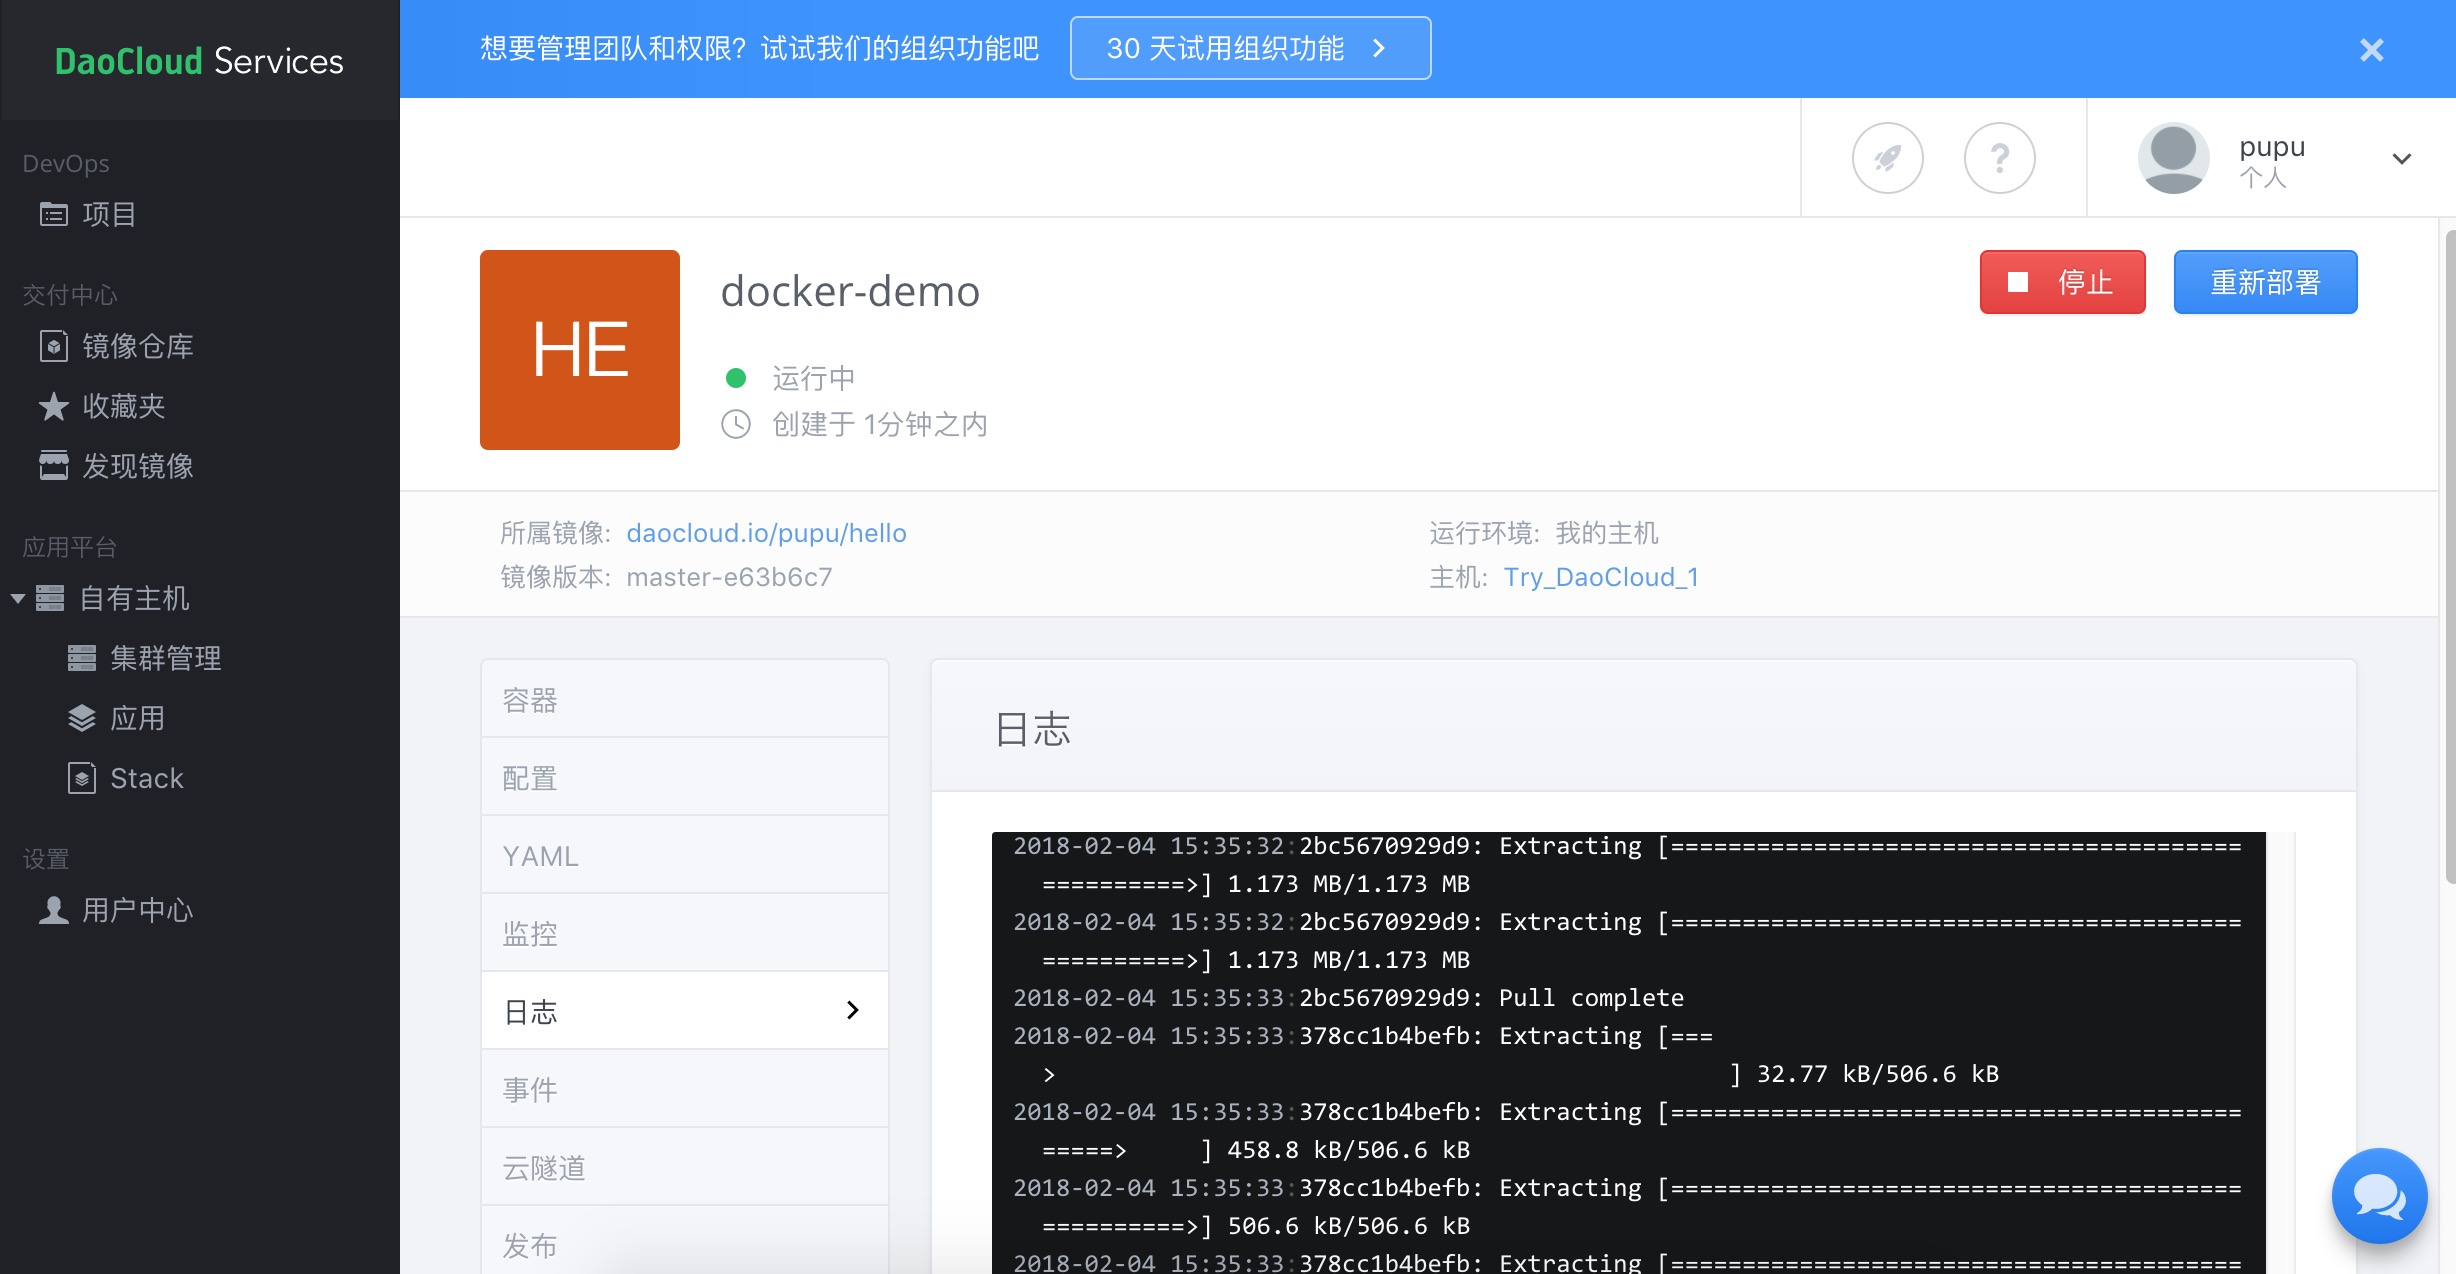 DaoCloud Services
想要管理团队和权限？试试我们的组织功能吧
30 天试用组织功能
pupu
个人
DevOps
项目
交付中心
镜像仓库
收藏夹
发现镜像
应用平台
自有主机
集群管理
应用
Stack
设置
用户中心
HE
docker-demo
运行中
创建于 1分钟之内
停止
重新部署
所属镜像: daocloud.io/pupu/hello
镜像版本: master-e63b6c7
运行环境: 我的主机
主机: Try_DaoCloud_1
容器
配置
YAML
监控
日志
事件
云隧道
发布
日志
2018-02-04 15:35:32:2bc5670929d9: Extracting [========================================
==========>] 1.173 MB/1.173 MB
2018-02-04 15:35:32:2bc5670929d9: Extracting [========================================
==========>] 1.173 MB/1.173 MB
2018-02-04 15:35:33:2bc5670929d9: Pull complete
2018-02-04 15:35:33:378cc1b4befb: Extracting [===
> ] 32.77 kB/506.6 kB
2018-02-04 15:35:33:378cc1b4befb: Extracting [========================================
=====> ] 458.8 kB/506.6 kB
2018-02-04 15:35:33:378cc1b4befb: Extracting [========================================
==========>] 506.6 kB/506.6 kB
2018-02-04 15:35:33:378cc1b4befb: Extracting [========================================